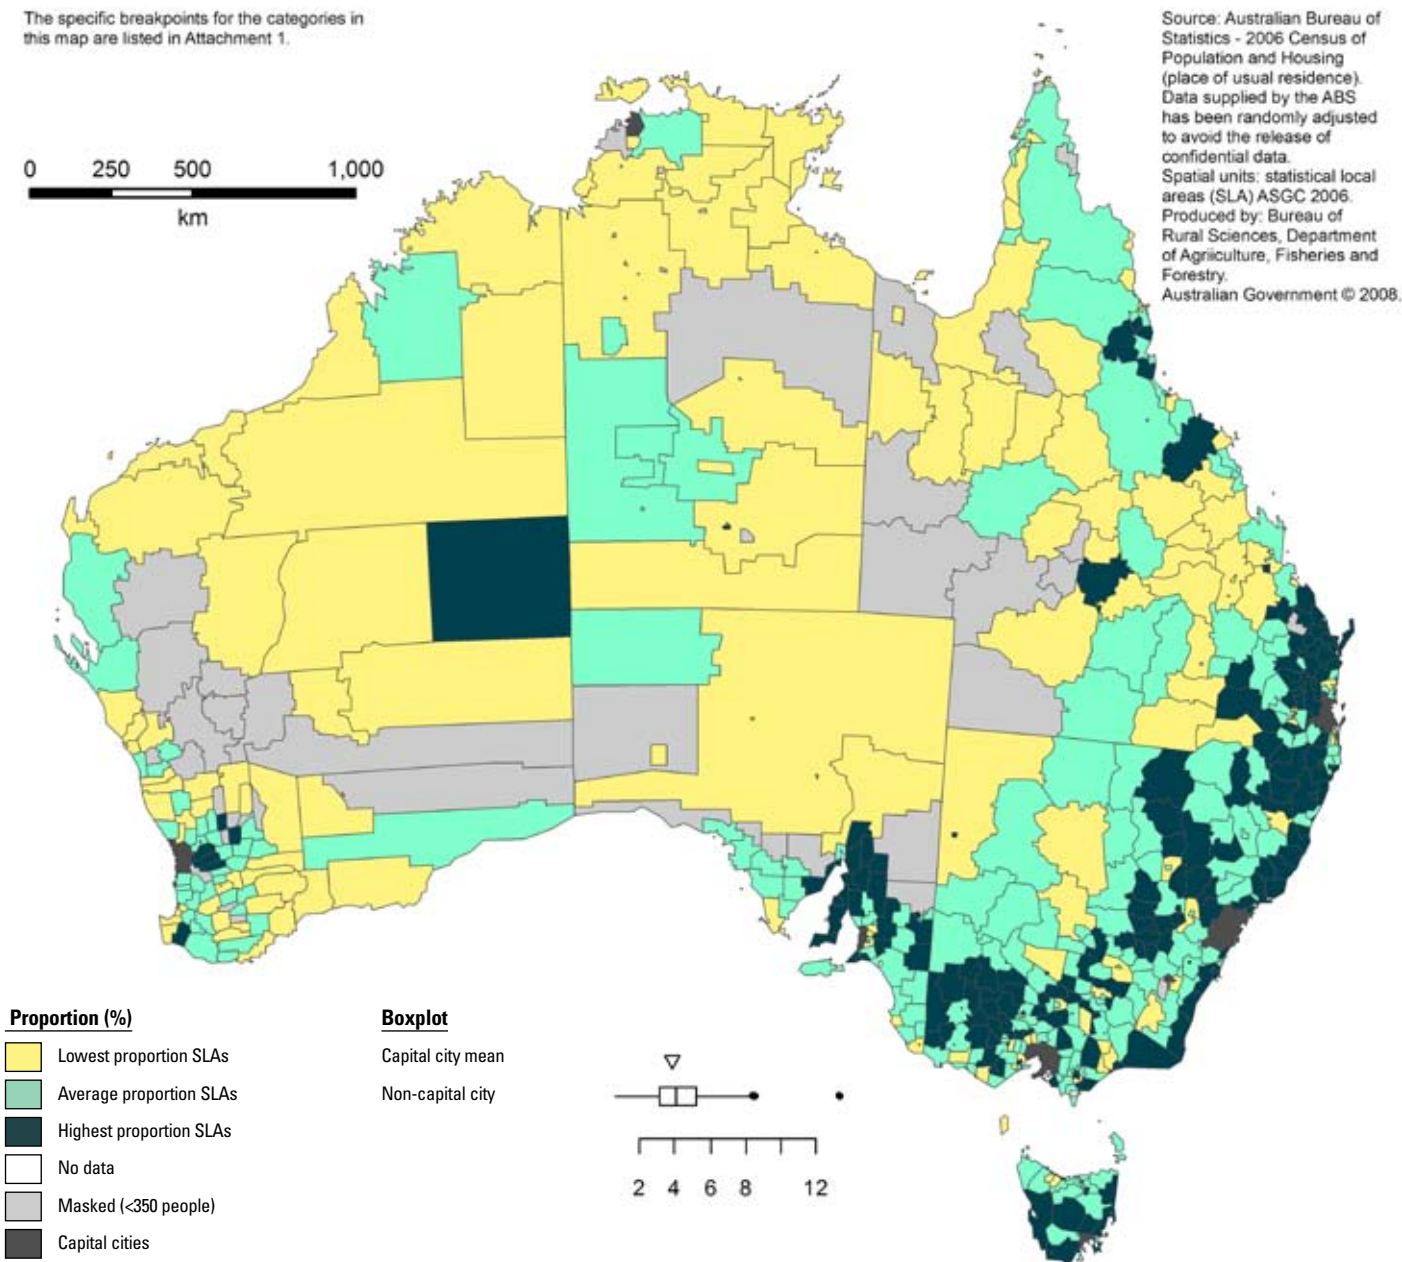 The specific breakpoints for the categories in
this map are listed in Attachment 1.
Source: Australian Bureau of
Statistics - 2006 Census of
Population and Housing
(place of usual residence).
Data supplied by the ABS
has been randomly adjusted
to avoid the release of
confidential data.
Spatial units: statistical local
areas (SLA) ASGC 2006.
Produced by: Bureau of
Rural Sciences, Department
of Agriiculture, Fisheries and
Forestry.
Australian Government © 2008.
0 250 500 1,000
km
Proportion (%)
Lowest proportion SLAs
Average proportion SLAs
Highest proportion SLAs
No data
Masked (<350 people)
Capital cities
Boxplot
Capital city mean
Non-capital city
2 4 6 8 12